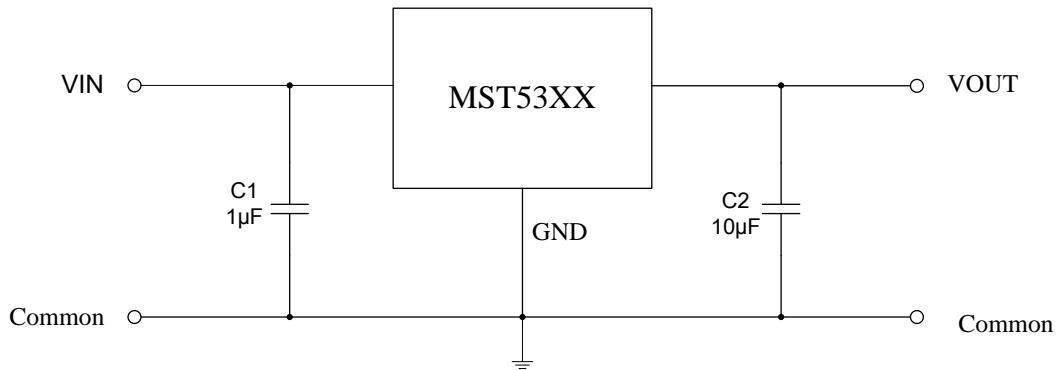 VIN
MST53XX
VOUT
C1
1µF
C2
10µF
GND
Common
Common